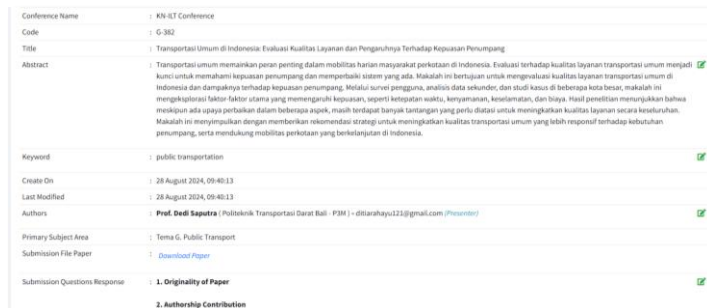 Conference Name : KN-ILT Conference
Code : G-382
Title : Transportasi Umum di Indonesia: Evaluasi Kualitas Layanan dan Pengaruhnya Terhadap Kepuasan Penumpang
Abstract : Transportasi umum memainkan peran penting dalam mobilitas harian masyarakat perkotaan di Indonesia. Evaluasi terhadap kualitas layanan transportasi umum menjadi
kunci untuk memahami kepuasan penumpang dan memperbaiki sistem yang ada. Makalah ini bertujuan untuk mengevaluasi kualitas layanan transportasi umum di
Indonesia dan dampaknya terhadap kepuasan penumpang. Melalui survei pengguna, analisis data sekunder, dan studi kasus di beberapa kota besar, makalah ini
mengeksplorasi faktor-faktor utama yang memengaruhi kepuasan, seperti ketepatan waktu, kenyamanan, keselamatan, dan biaya. Hasil penelitian menunjukkan bahwa
meskipun ada upaya perbaikan dalam beberapa aspek, masih terdapat banyak tantangan yang perlu diatasi untuk meningkatkan kualitas layanan secara keseluruhan.
Makalah ini menyimpulkan dengan memberikan rekomendasi strategi untuk meningkatkan kualitas transportasi umum yang lebih responsif terhadap kebutuhan
penumpang, serta mendukung mobilitas perkotaan yang berkelanjutan di Indonesia.
Keyword : public transportation
Create On : 28 August 2024, 09:40:13
Last Modified : 28 August 2024, 09:40:13
Authors : Prof. Dedi Saputra ( Politeknik Transportasi Darat Bali - P3M ) - ditiarahayu121@gmail.com (Presenter)
Primary Subject Area : Tema G. Public Transport
Submission File Paper : Download Paper
Submission Questions Response : 1. Originality of Paper
2. Authorship Contribution